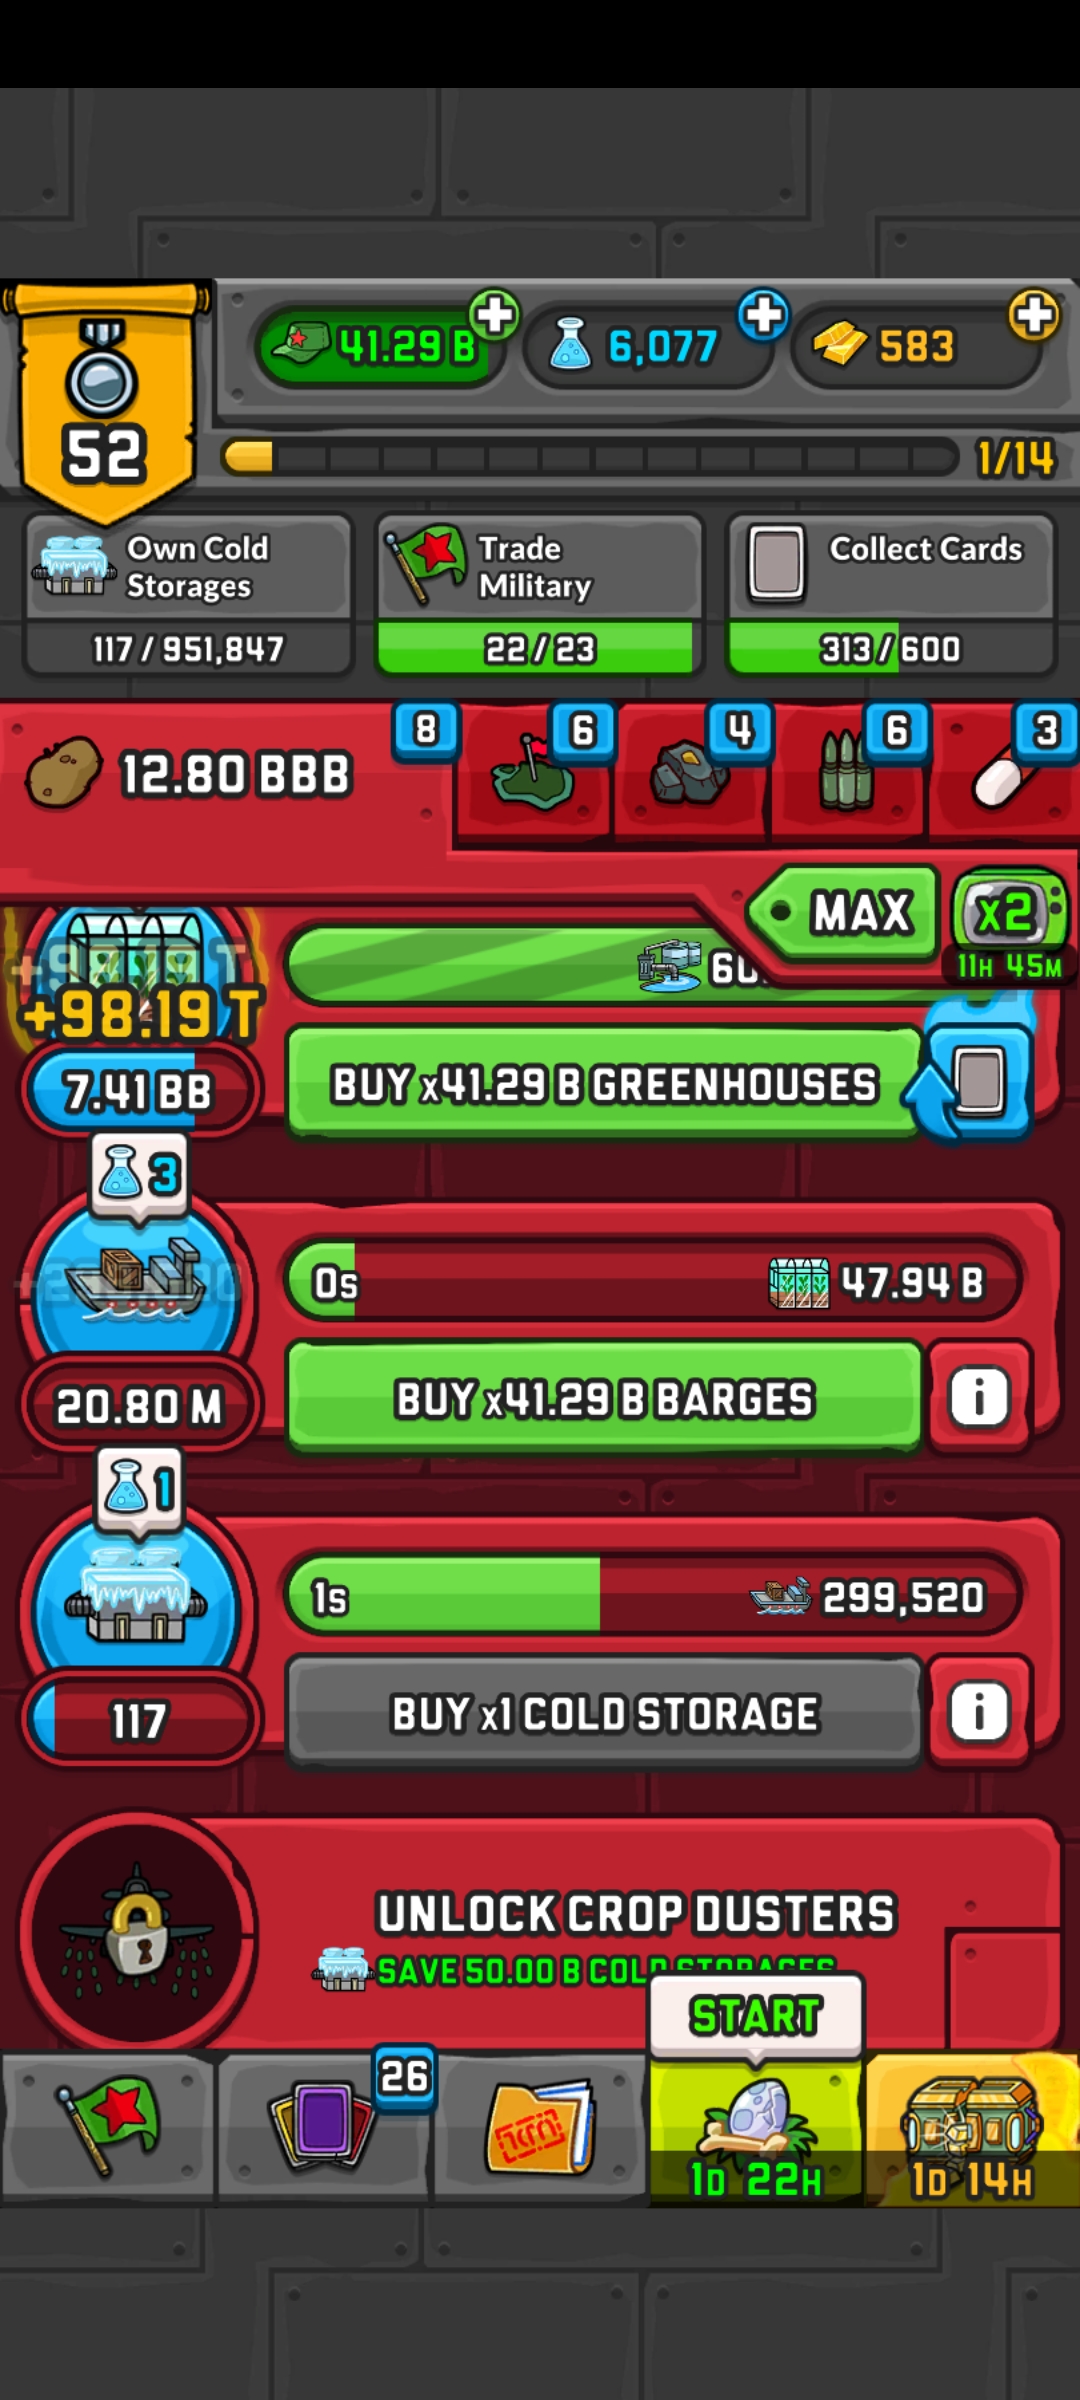 41.29 B
6,077
583
52
1/14
Own Cold
Storages
Trade
Military
Collect Cards
117 / 951,847
22 / 23
313 / 600
12.80 BBB
8
6
4
6
3
MAX
x2
11H 45M
+98.19 T
60.
7.41 BB
BUY x41.29 B GREENHOUSES
3
0s
47.94 B
20.80 M
BUY x41.29 B BARGES
1
1s
299,520
117
BUY x1 COLD STORAGE
UNLOCK CROP DUSTERS
SAVE 50.00 B COLD STORAGES
START
26
1D 22H
1D 14H